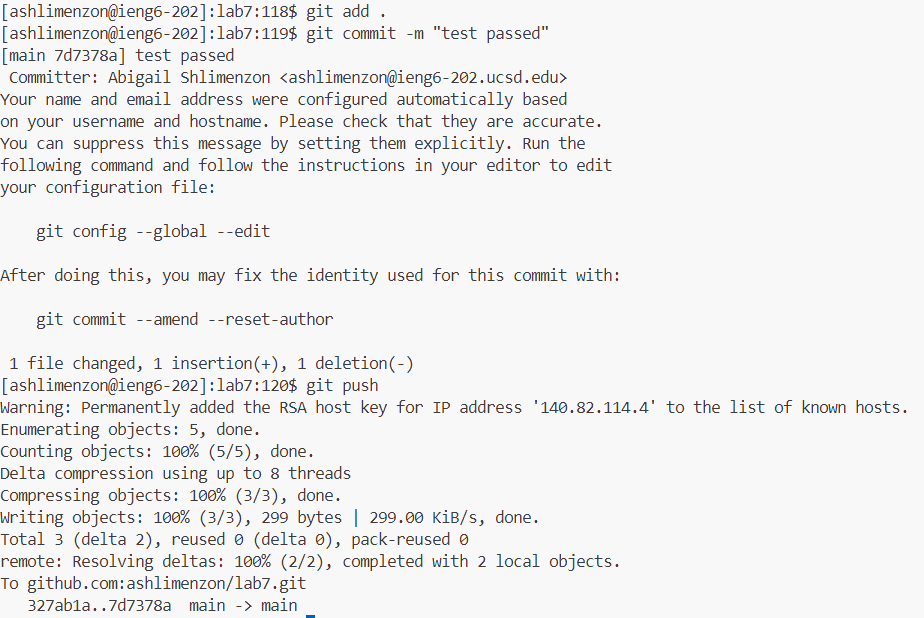 [ashlimenzon@ieng6-202]:lab7:118$ git add .
[ashlimenzon@ieng6-202]:lab7:119$ git commit -m "test passed"
[main 7d7378a] test passed
 Committer: Abigail Shlimenzon <ashlimenzon@ieng6-202.ucsd.edu>
Your name and email address were configured automatically based
on your username and hostname. Please check that they are accurate.
You can suppress this message by setting them explicitly. Run the
following command and follow the instructions in your editor to edit
your configuration file:

    git config --global --edit

After doing this, you may fix the identity used for this commit with:

    git commit --amend --reset-author

 1 file changed, 1 insertion(+), 1 deletion(-)
[ashlimenzon@ieng6-202]:lab7:120$ git push
Warning: Permanently added the RSA host key for IP address '140.82.114.4' to the list of known hosts.
Enumerating objects: 5, done.
Counting objects: 100% (5/5), done.
Delta compression using up to 8 threads
Compressing objects: 100% (3/3), done.
Writing objects: 100% (3/3), 299 bytes | 299.00 KiB/s, done.
Total 3 (delta 2), reused 0 (delta 0), pack-reused 0
remote: Resolving deltas: 100% (2/2), completed with 2 local objects.
To github.com:ashlimenzon/lab7.git
   327ab1a..7d7378a  main -> main